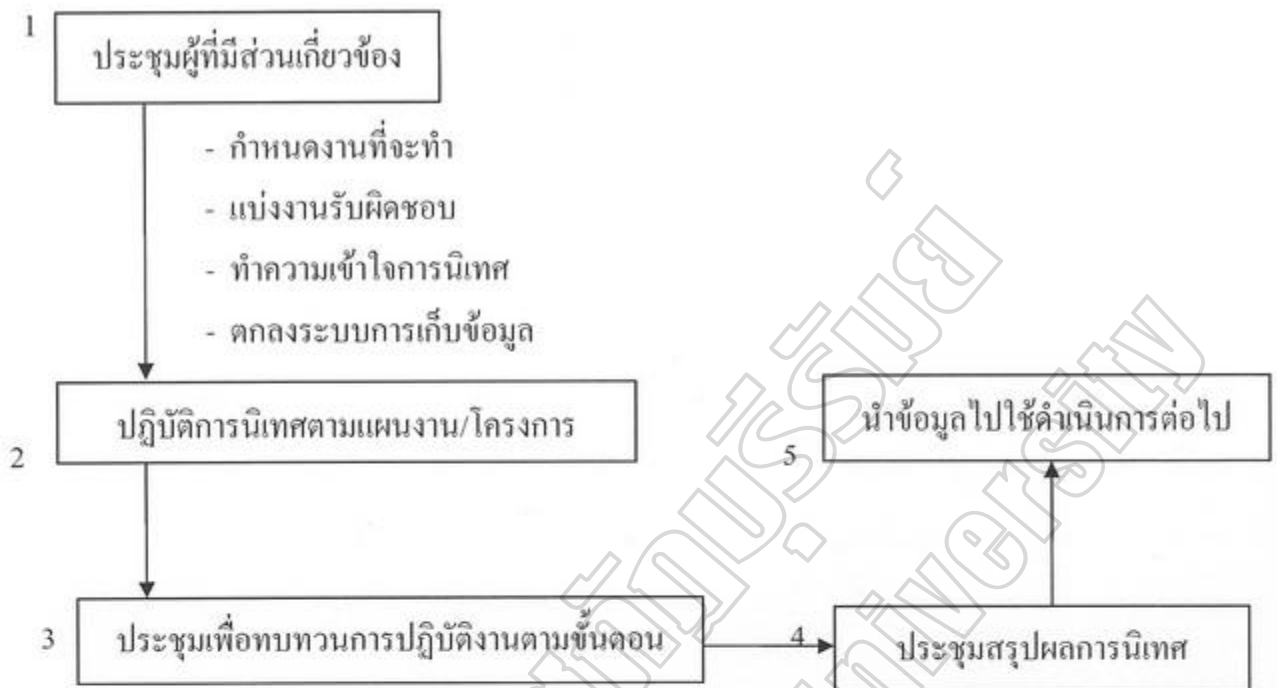 1
ประชุมผู้ที่มีส่วนเกี่ยวข้อง
- กำหนดงานที่จะทำ
- แบ่งงานรับผิดชอบ
- ทำความเข้าใจการนิเทศ
- ตกลงระบบการเก็บข้อมูล
2
ปฏิบัติการนิเทศตามแผนงาน/โครงการ
3
ประชุมเพื่อทบทวนการปฏิบัติงานตามขั้นตอน
4
ประชุมสรุปผลการนิเทศ
5
นำข้อมูลไปใช้ดำเนินการต่อไป
University